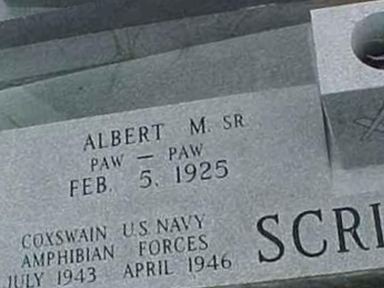 ALBERT M. SR
PAW — PAW
FEB. 5, 1925
COXSWAIN U.S. NAVY
AMPHIBIAN FORCES
JULY 1943 APRIL 1946
SCRI